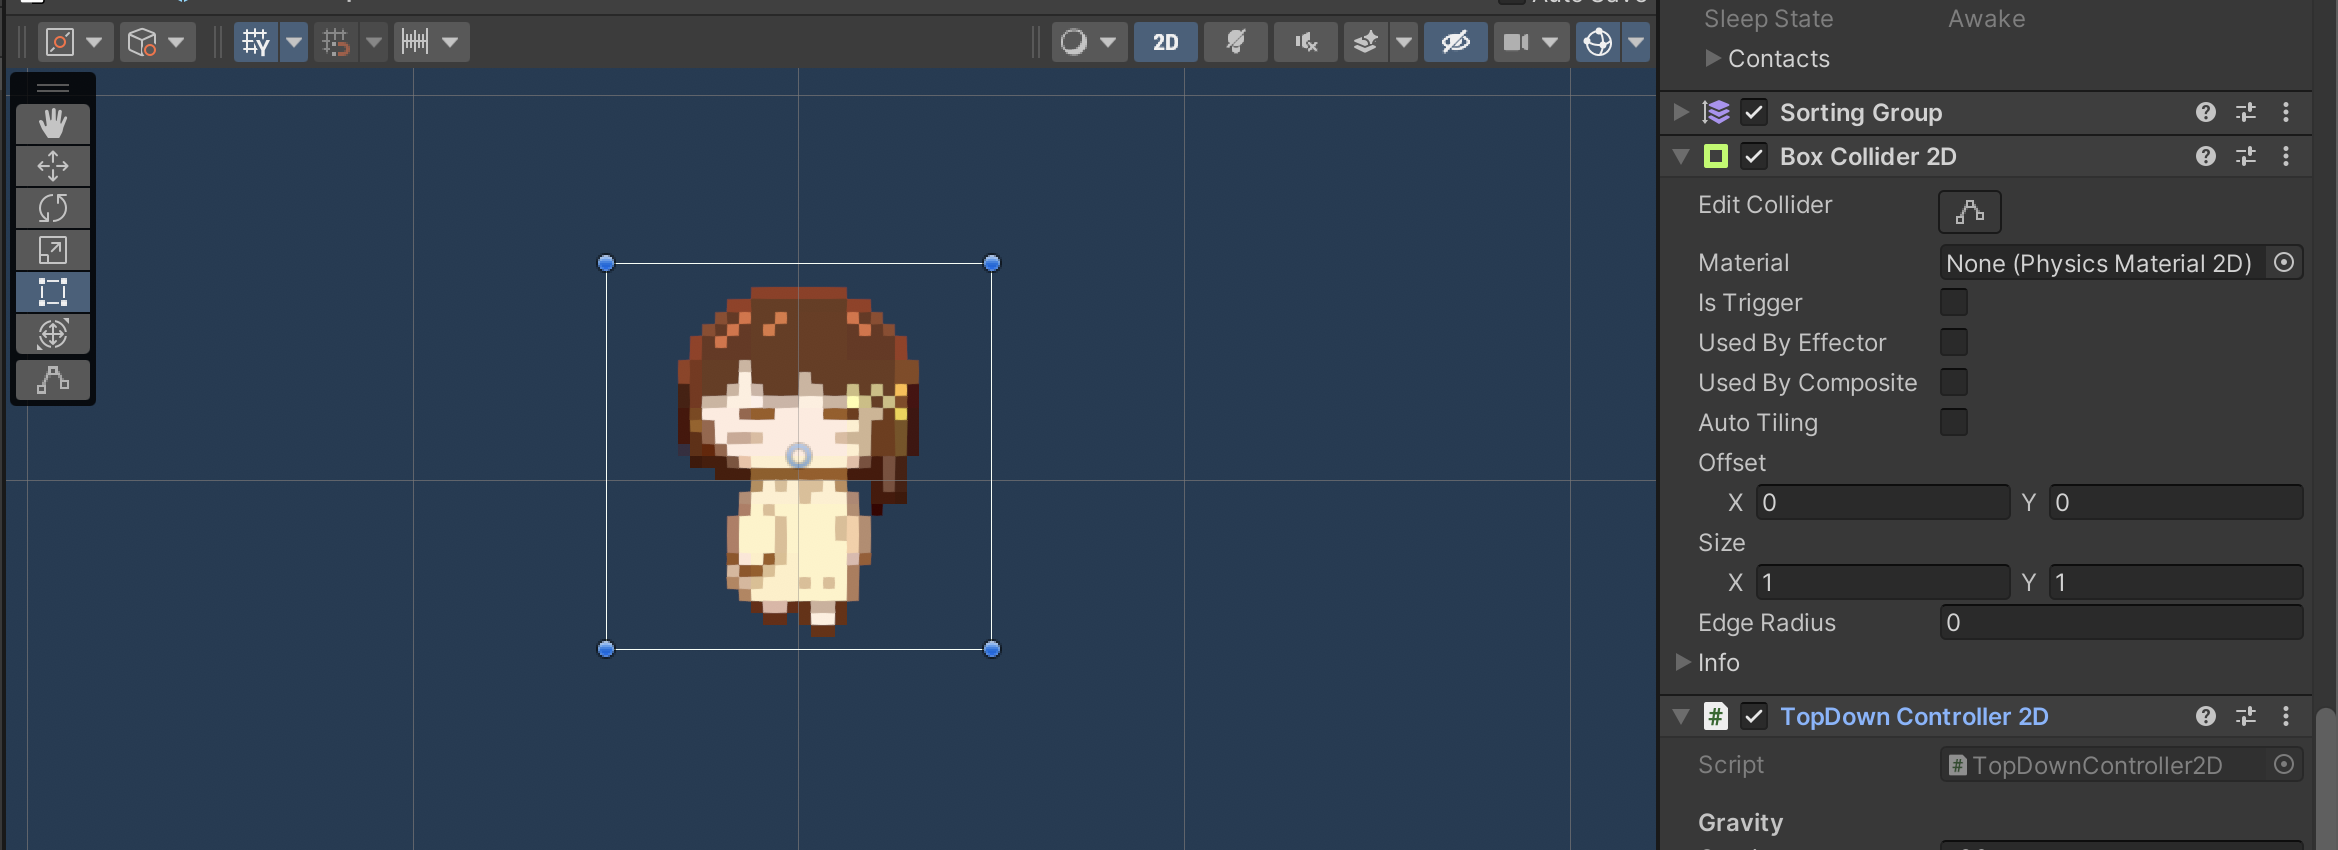 Auto Save
2D
Sleep State Awake
Contacts
Sorting Group
Box Collider 2D
Edit Collider
Material None (Physics Material 2D)
Is Trigger
Used By Effector
Used By Composite
Auto Tiling
Offset
X 0 Y 0
Size
X 1 Y 1
Edge Radius 0
Info
TopDown Controller 2D
Script # TopDownController2D
Gravity